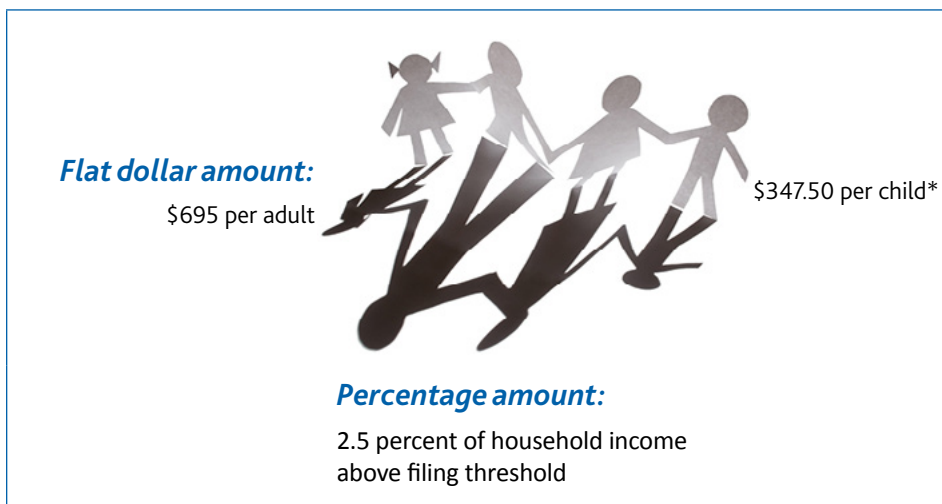 Flat dollar amount:
$695 per adult
$347.50 per child*
Percentage amount:
2.5 percent of household income
above filing threshold